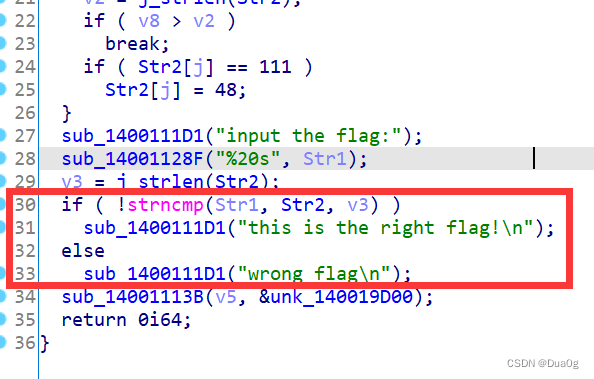 21 v2 = j_strlen(Str2);
22 if ( v8 > v2 )
23 break;
24 if ( Str2[j] == 111 )
25 Str2[j] = 48;
26 }
27 sub_1400111D1("input the flag:");
28 sub_14001128F("%20s", Str1);
29 v3 = j_strlen(Str2);
30 if ( !strncmp(Str1, Str2, v3) )
31 sub_1400111D1("this is the right flag!\n");
32 else
33 sub_1400111D1("wrong flag\n");
34 sub_14001113B(v5, &unk_140019D00);
35 return 0i64;
36 }
CSDN @Dua0g